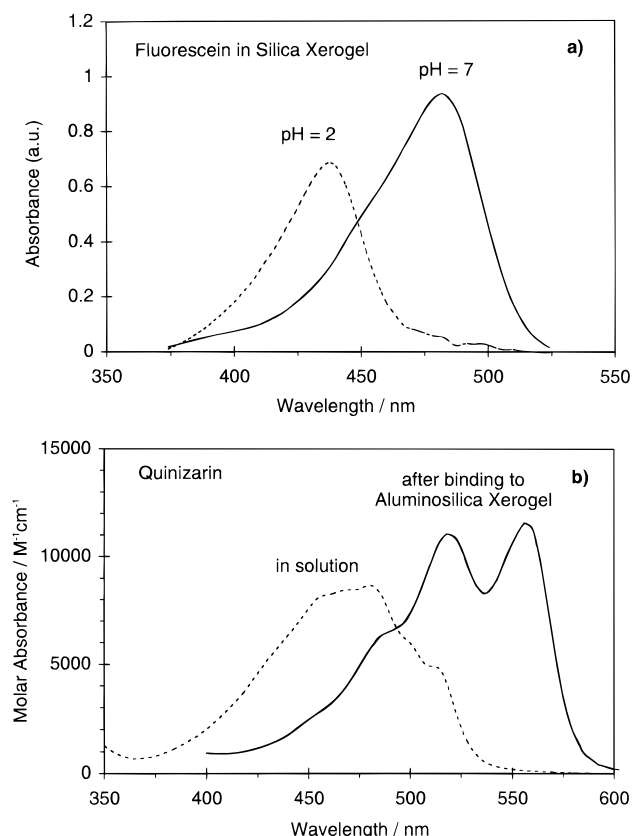 Fluorescein in Silica Xerogel
a)
pH = 7
pH = 2
Absorbance (a.u.)
1.2
1
0.8
0.6
0.4
0.2
0
350
400
450
500
550
Wavelength / nm
Quinizarin
b)
after binding to
Aluminosilica Xerogel
in solution
Molar Absorbance / M⁻¹cm⁻¹
15000
10000
5000
0
350
400
450
500
550
600
Wavelength / nm